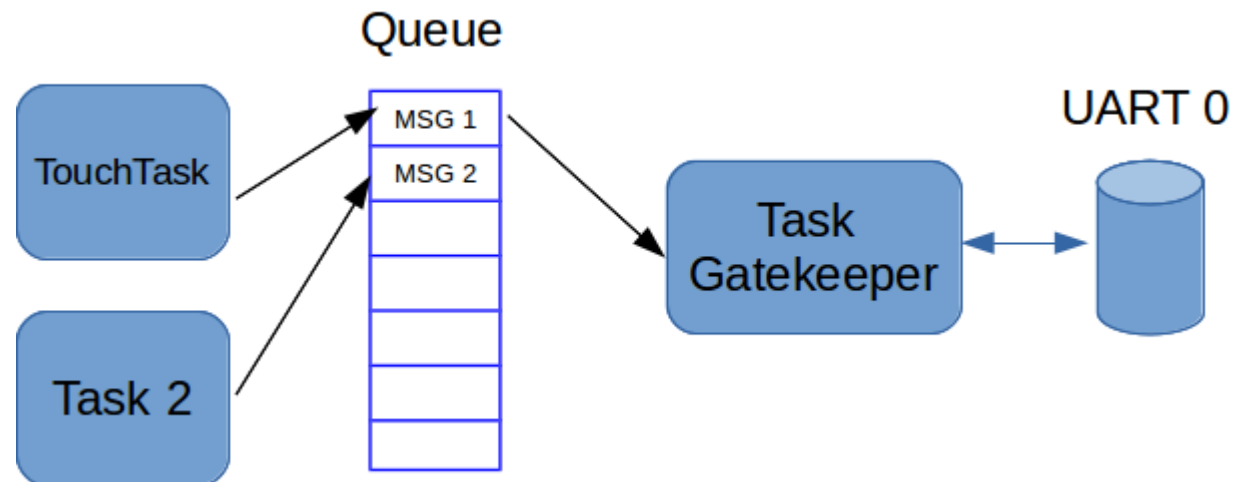 Queue
TouchTask
MSG 1
MSG 2
Task 2
Task
Gatekeeper
UART 0